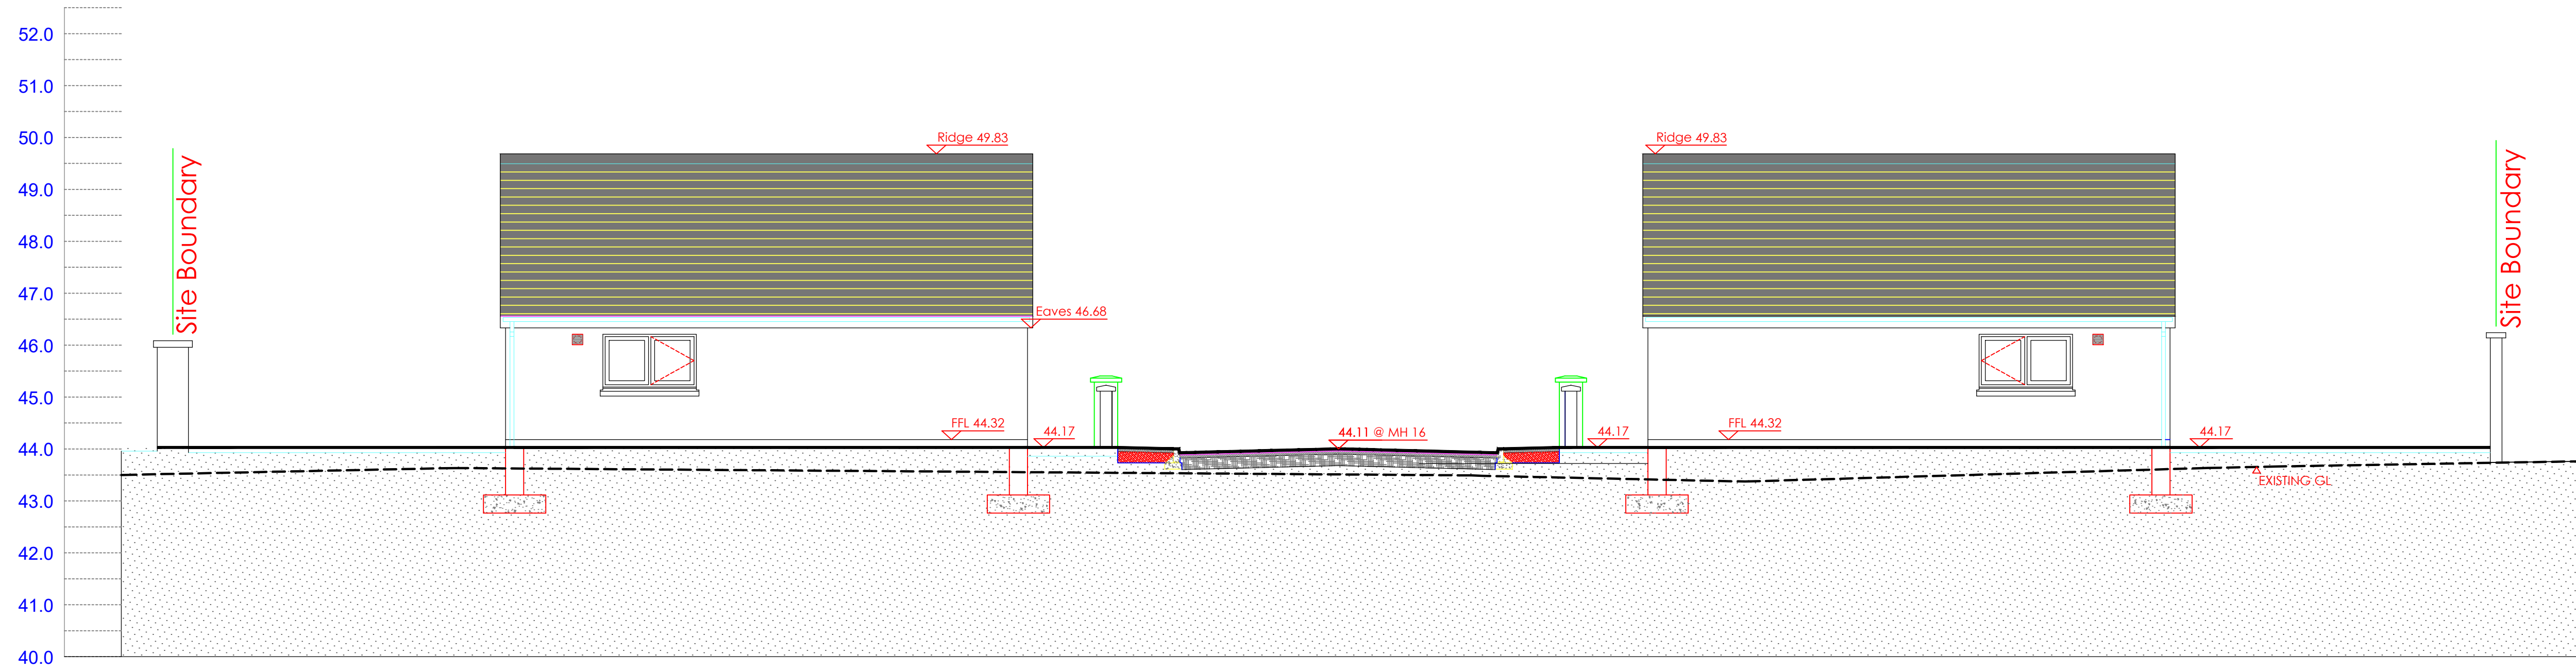 52.0
51.0
50.0
49.0
48.0
47.0
46.0
45.0
44.0
43.0
42.0
41.0
40.0
Site Boundary
Ridge 49.83
Eaves 46.68
FFL 44.32
44.17
44.11 @ MH 16
44.17
Ridge 49.83
FFL 44.32
44.17
EXISTING GL
Site Boundary